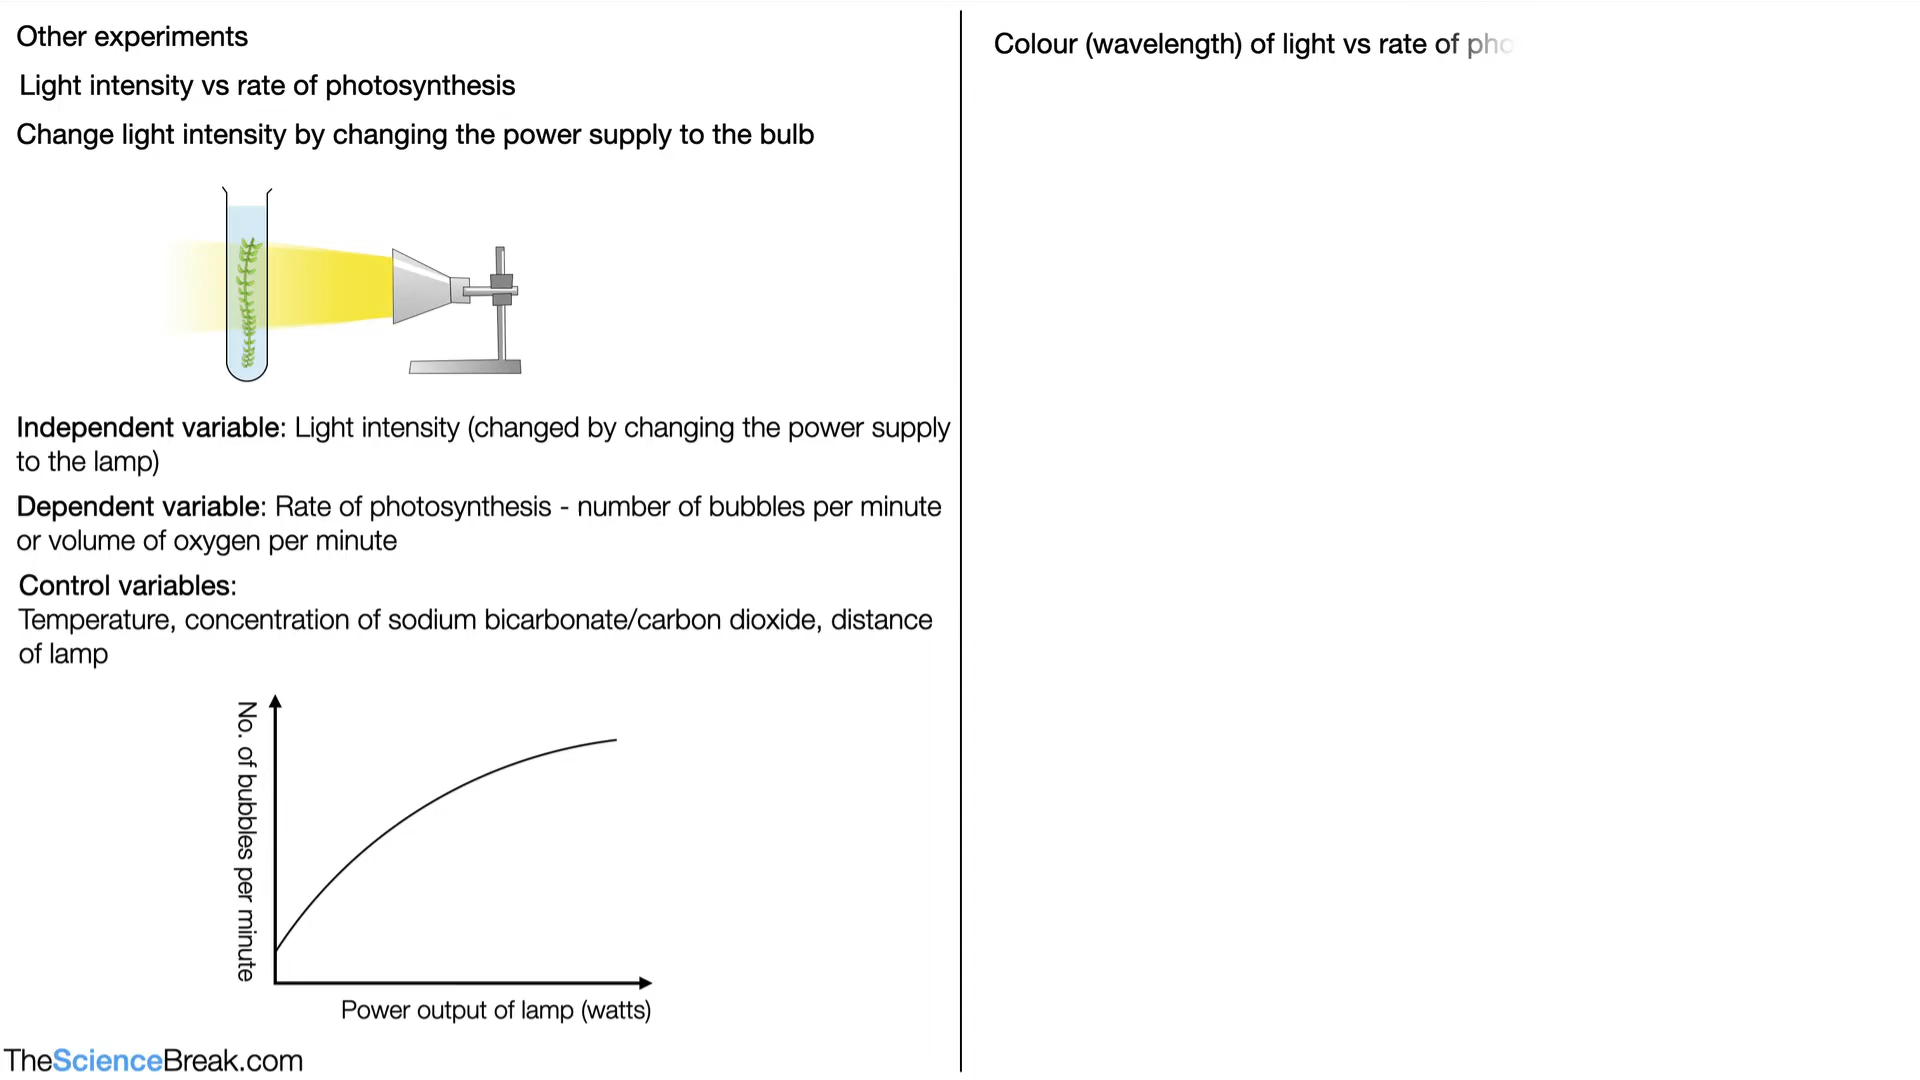 Other experiments
Light intensity vs rate of photosynthesis
Change light intensity by changing the power supply to the bulb
Independent variable: Light intensity (changed by changing the power supply
to the lamp)
Dependent variable: Rate of photosynthesis - number of bubbles per minute
or volume of oxygen per minute
Control variables:
Temperature, concentration of sodium bicarbonate/carbon dioxide, distance
of lamp
No. of bubbles per minute
Power output of lamp (watts)
TheScienceBreak.com
Colour (wavelength) of light vs rate of pho